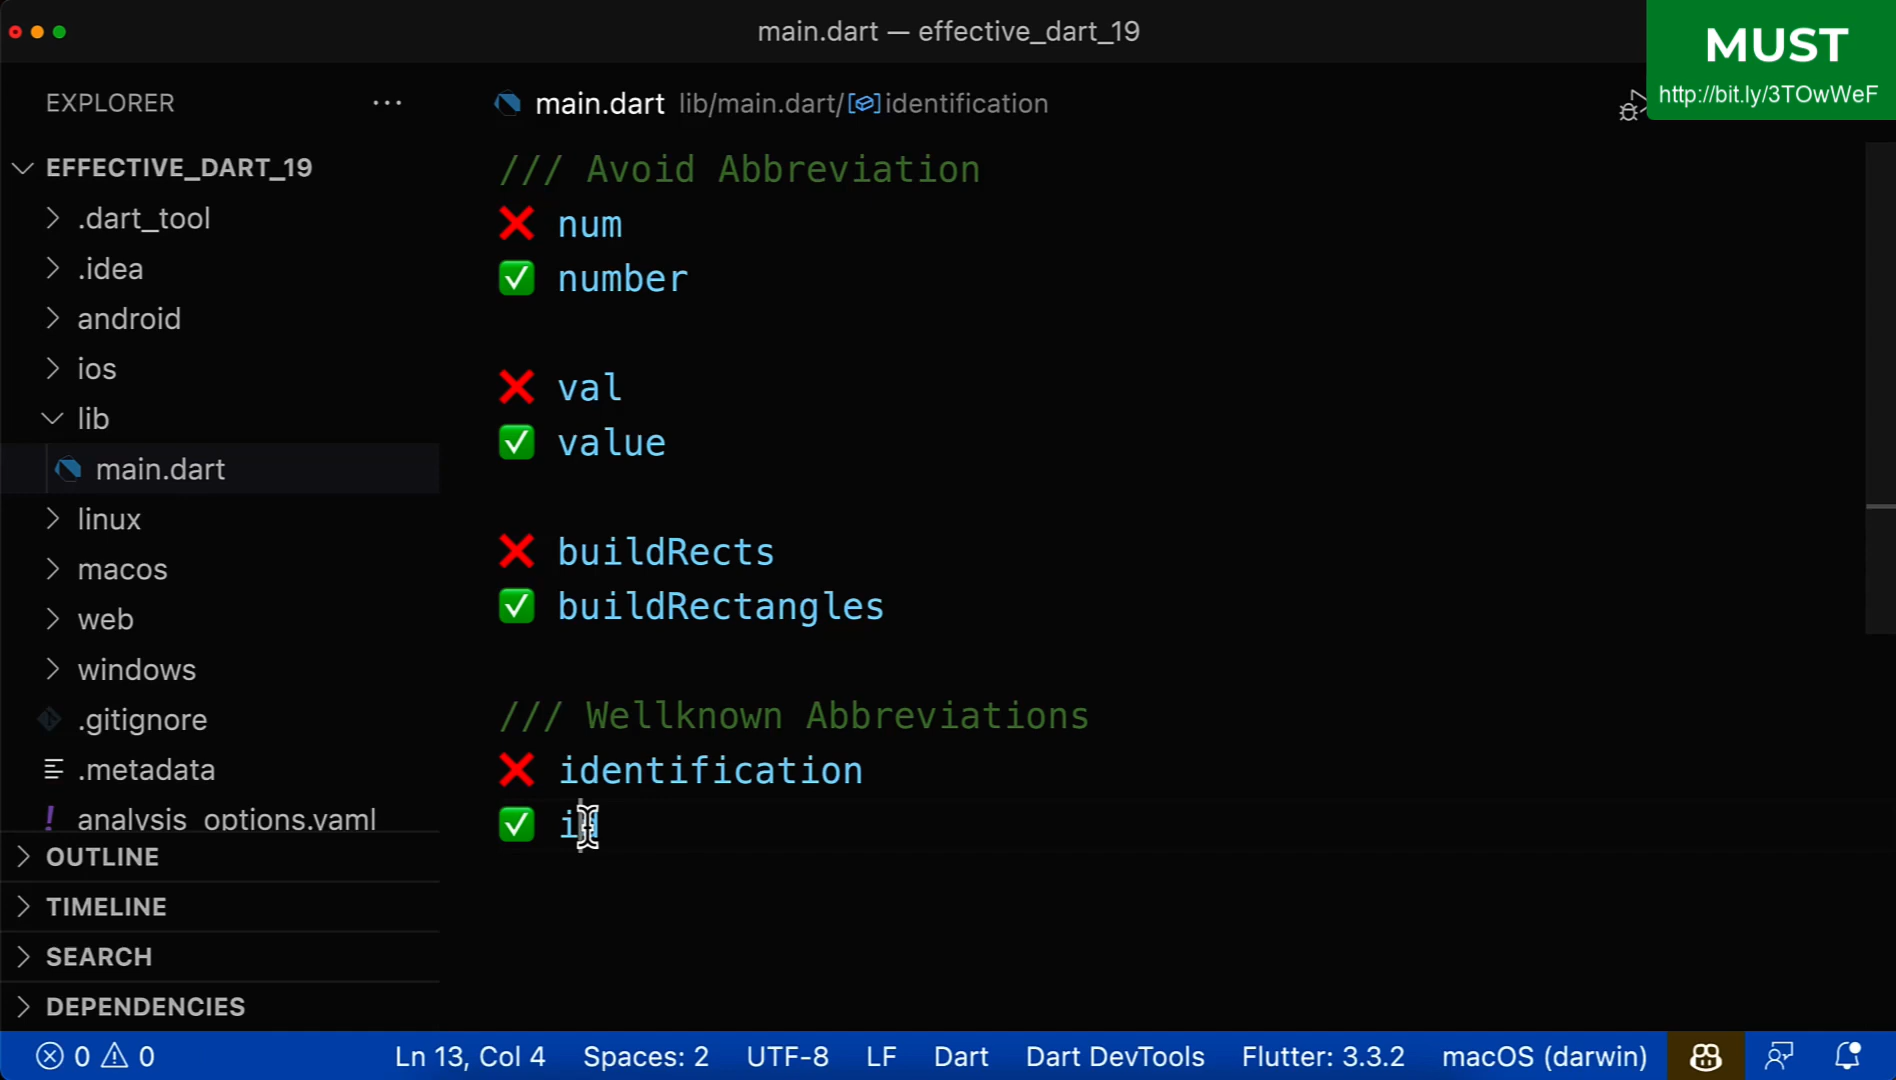 main.dart — effective_dart_19
MUST
http://bit.ly/3TOwWeF
EXPLORER
EFFECTIVE_DART_19
.dart_tool
.idea
android
ios
lib
main.dart
linux
macos
web
windows
.gitignore
.metadata
analysis_options.yaml
OUTLINE
TIMELINE
SEARCH
DEPENDENCIES
main.dart lib/main.dart/identification
/// Avoid Abbreviation
❌ num
✅ number
❌ val
✅ value
❌ buildRects
✅ buildRectangles
/// Wellknown Abbreviations
❌ identification
✅ id
0 0 Ln 13, Col 4 Spaces: 2 UTF-8 LF Dart Dart DevTools Flutter: 3.3.2 macOS (darwin)